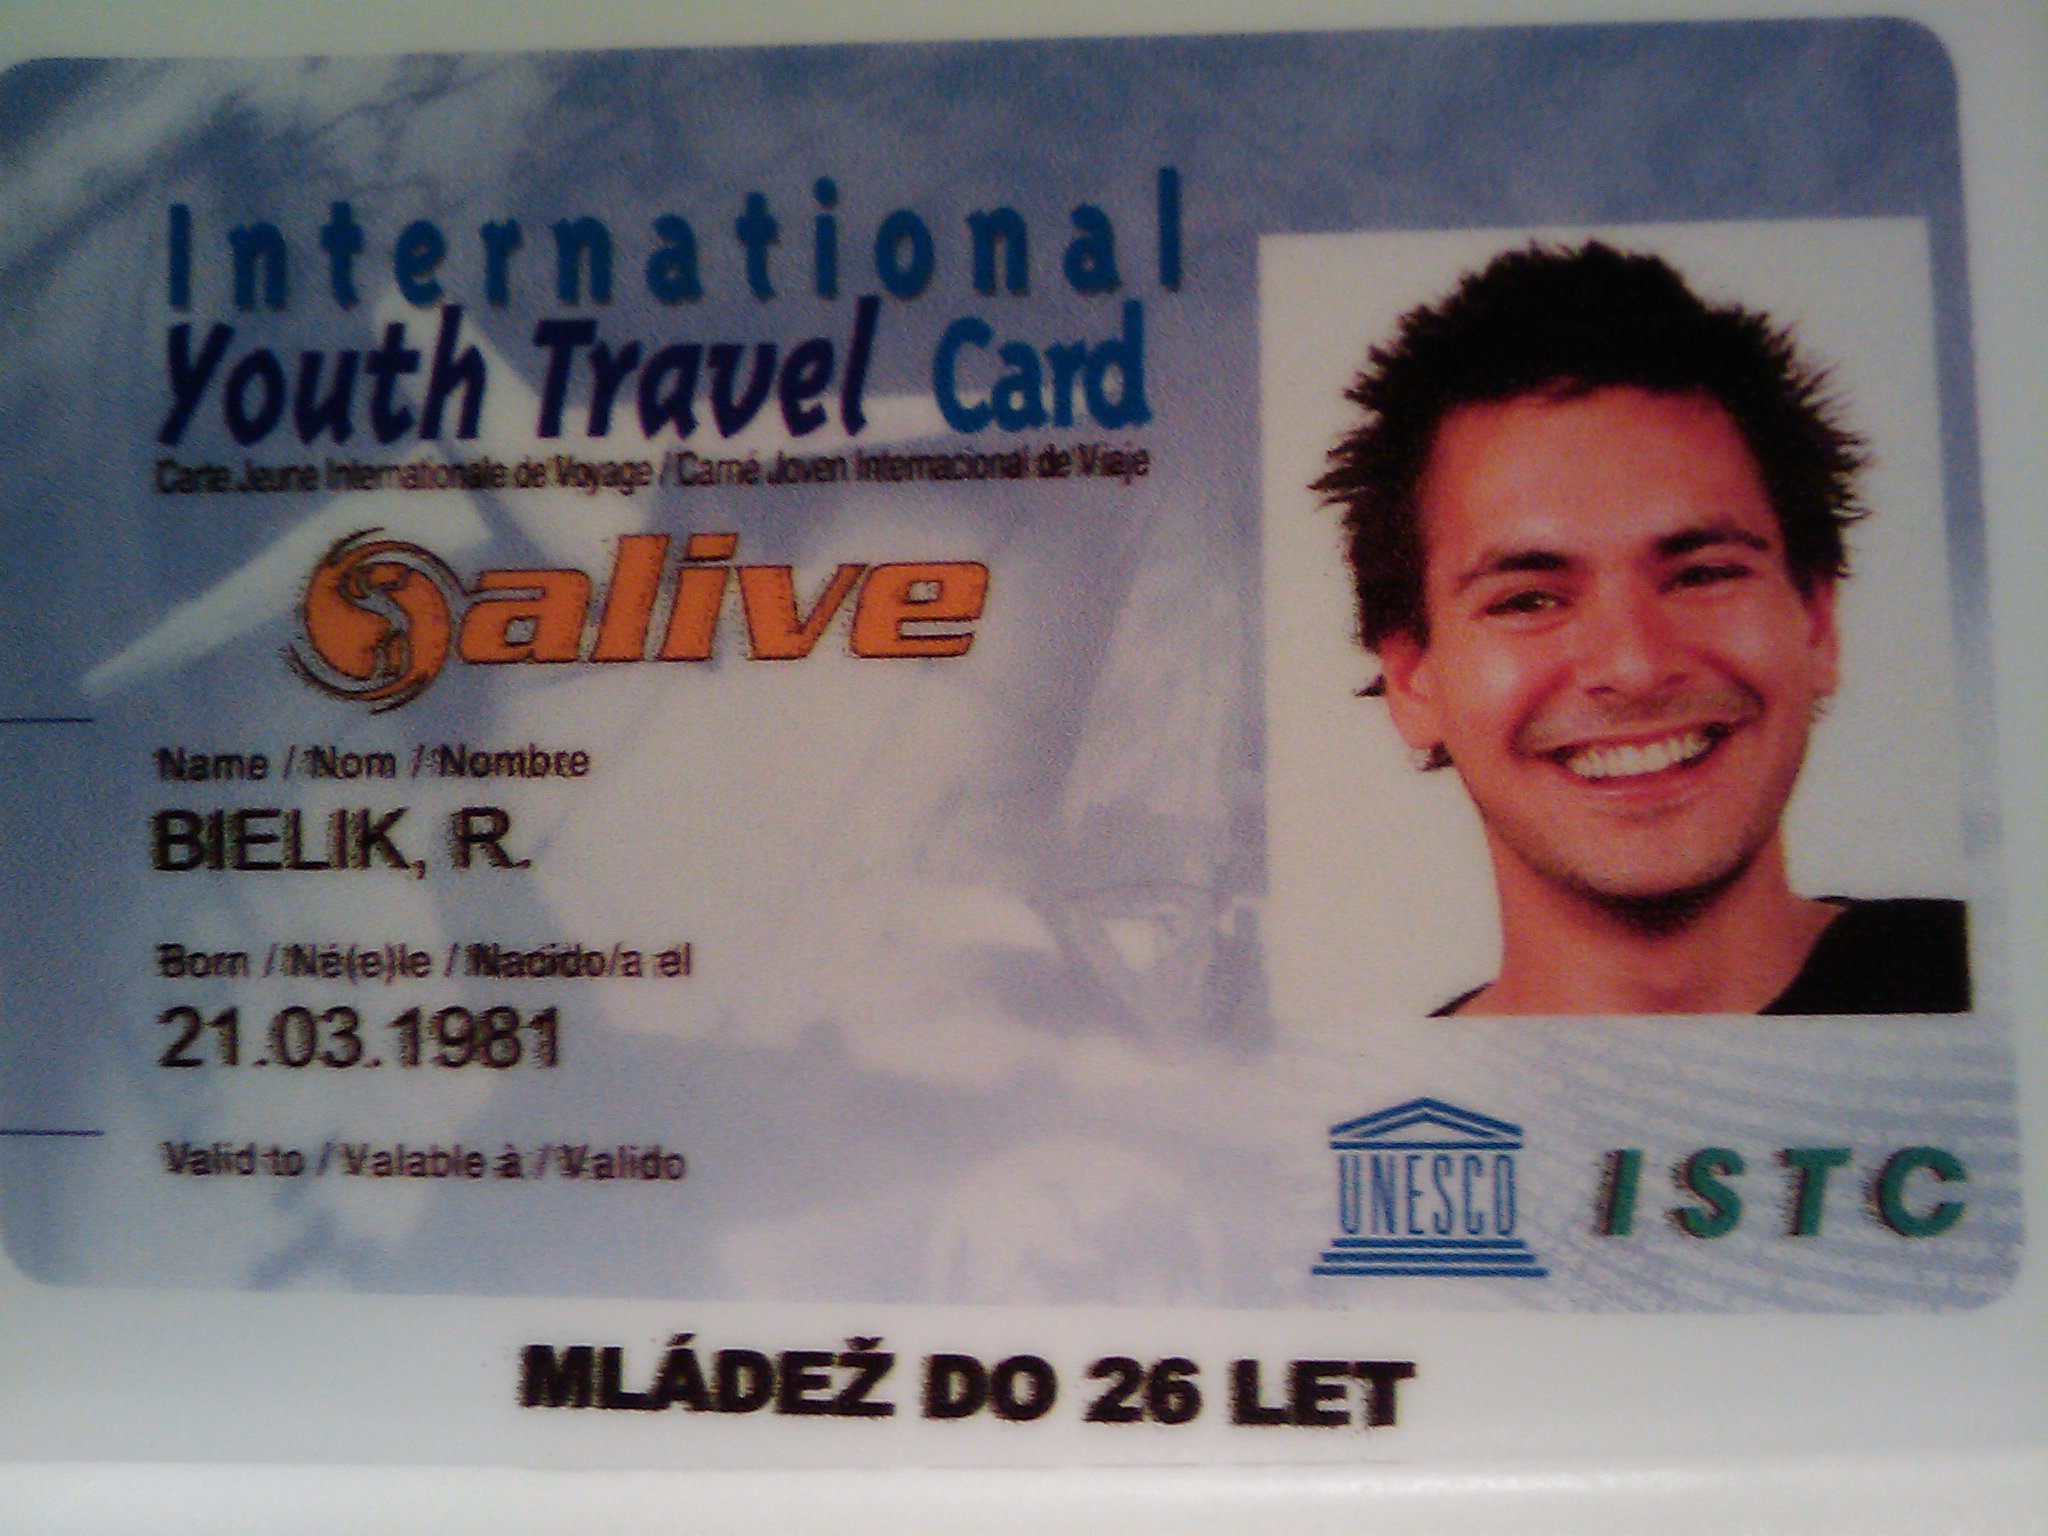 International
Youth Travel Card
Carte Jeune Internationale de Voyage / Carné Joven Internacional de Viaje
alive
Name / Nom / Nombre
BIELIK, R.
Born / Né(e)le / Nacido/a el
21.03.1981
Valid to / Valable à / Valido
UNESCO
ISTC
MLÁDEŽ DO 26 LET